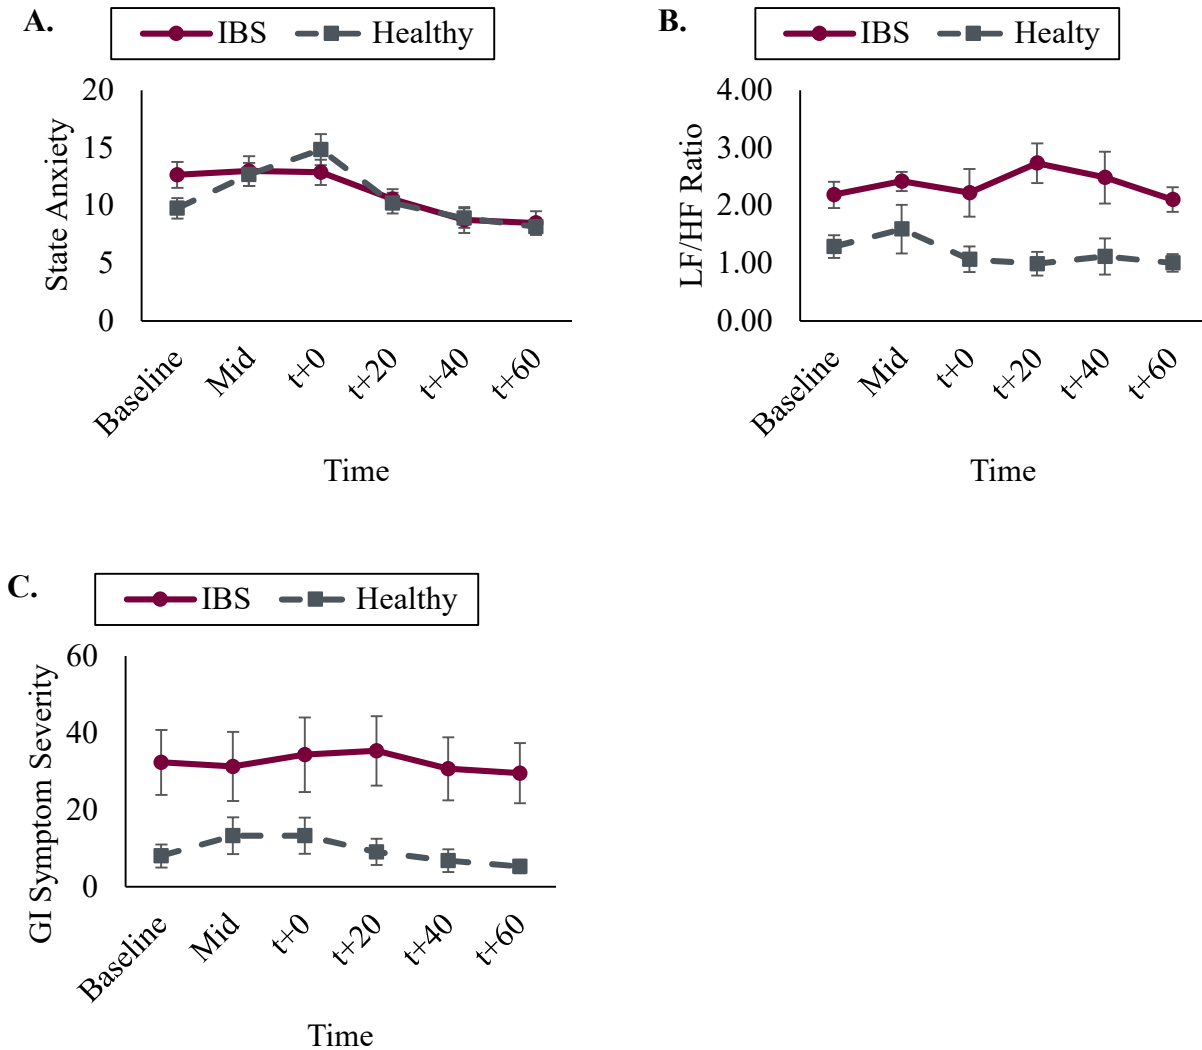 A.
IBS Healthy
20
15
10
5
0
State Anxiety
Baseline Mid t+0 t+20 t+40 t+60
Time
B.
IBS Healty
4.00
3.00
2.00
1.00
0.00
LF/HF Ratio
Baseline Mid t+0 t+20 t+40 t+60
Time
C.
IBS Healthy
60
40
20
0
GI Symptom Severity
Baseline Mid t+0 t+20 t+40 t+60
Time